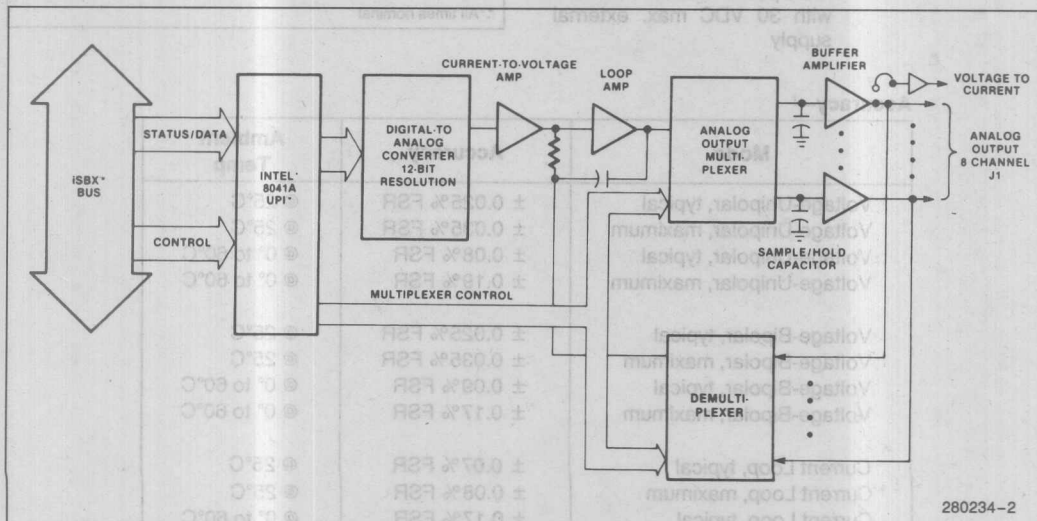 iSBX™
BUS
STATUS/DATA
CONTROL
INTEL*
8041A
UPI*
DIGITAL-TO
ANALOG
CONVERTER
12-BIT
RESOLUTION
CURRENT-TO-VOLTAGE
AMP
LOOP
AMP
ANALOG
OUTPUT
MULTI-
PLEXER
BUFFER
AMPLIFIER
VOLTAGE TO
CURRENT
ANALOG
OUTPUT
8 CHANNEL
J1
SAMPLE/HOLD
CAPACITOR
MULTIPLEXER CONTROL
DEMULTI-
PLEXER
280234-2